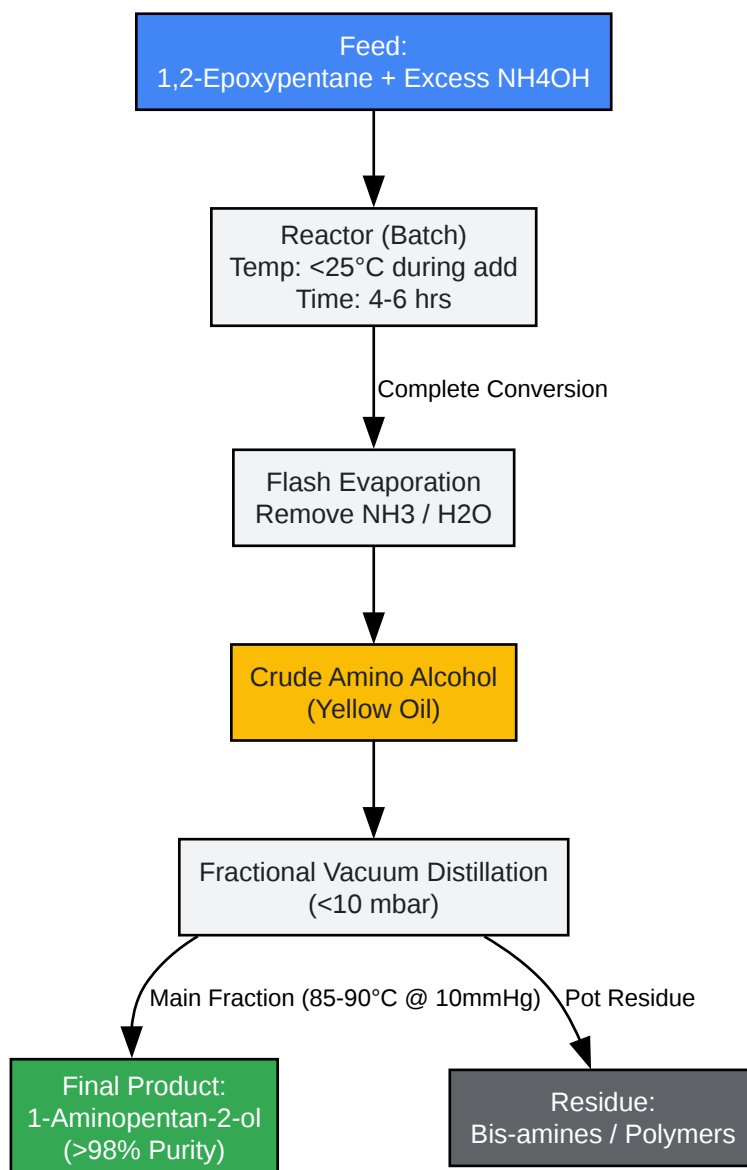 Feed:
1,2-Epoxypentane + Excess NH4OH
Reactor (Batch)
Temp: <25°C during add
Time: 4-6 hrs
Complete Conversion
Flash Evaporation
Remove NH3 / H2O
Crude Amino Alcohol
(Yellow Oil)
Fractional Vacuum Distillation
(<10 mbar)
Main Fraction (85-90°C @ 10mmHg)
Pot Residue
Final Product:
1-Aminopentan-2-ol
(>98% Purity)
Residue:
Bis-amines / Polymers